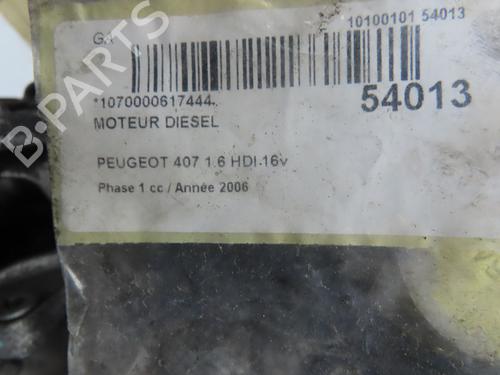 10100101 54013
*1070000617444
54013
MOTEUR DIESEL
PEUGEOT 407 1.6 HDI 16v
Phase 1 cc / Année 2006
B-PARTS